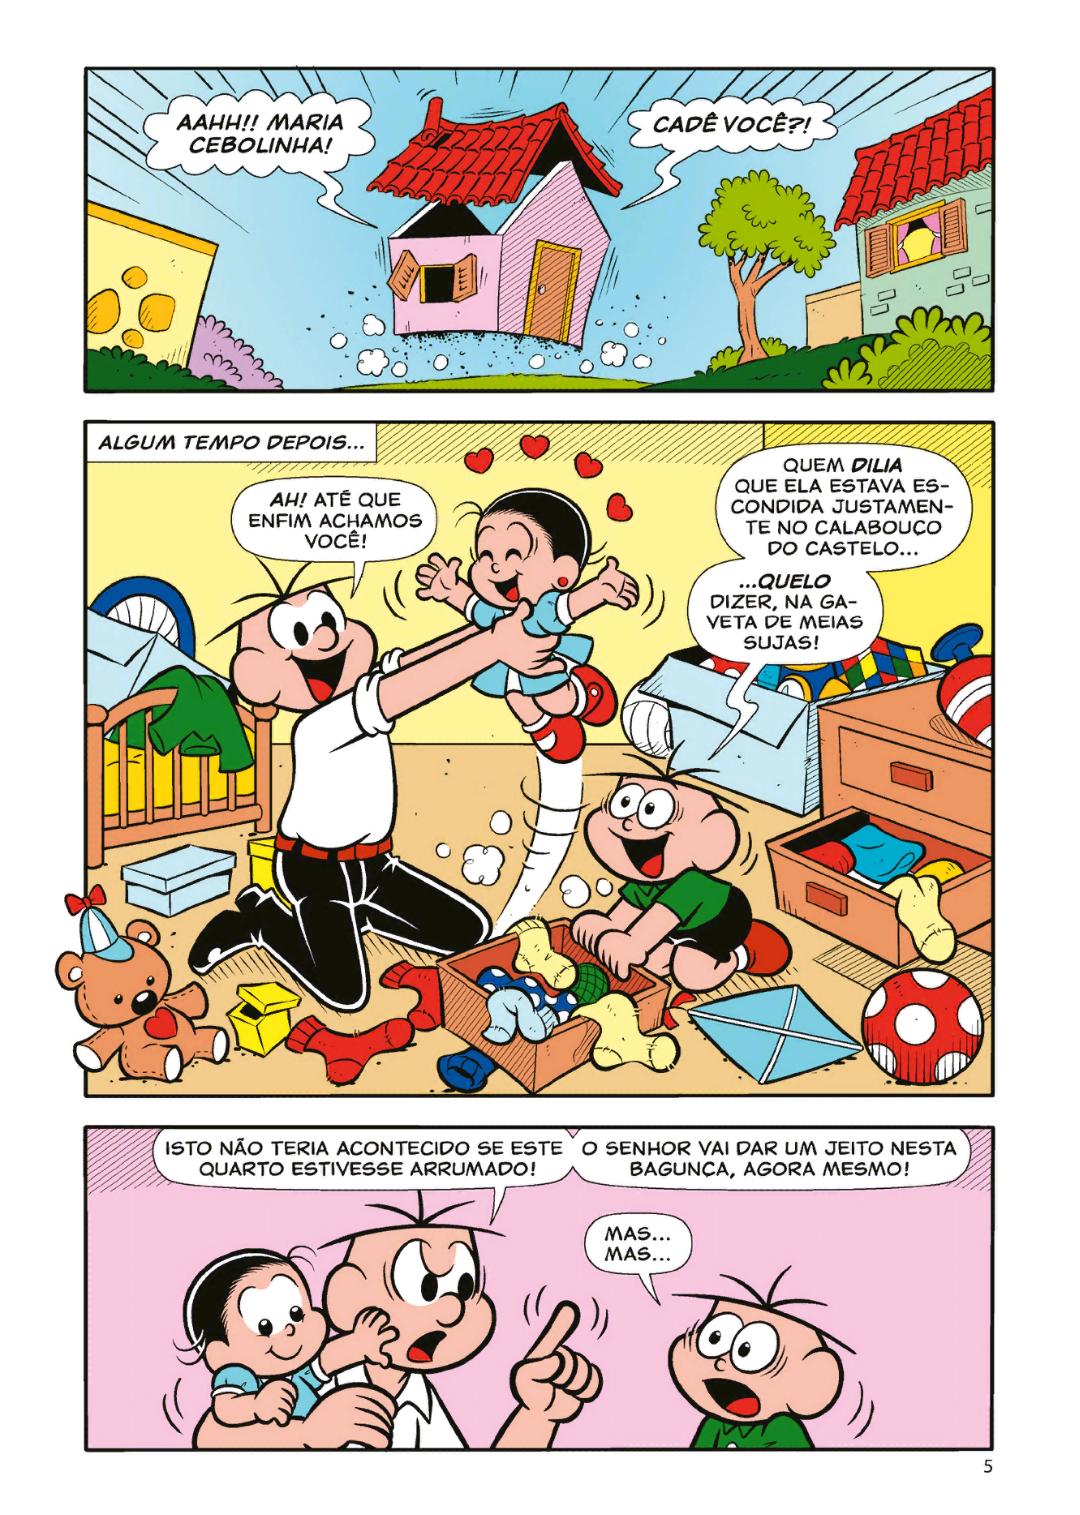 AAHH!! MARIA
CEBOLINHA!
CADÊ VOCÊ?!
ALGUM TEMPO DEPOIS...
AH! ATÉ QUE
ENFIM ACHAMOS
VOCÊ!
QUEM DILIA
QUE ELA ESTAVA ES-
CONDIDA JUSTAMEN-
TE NO CALABOUÇO
DO CASTELO...
...QUELO
DIZER, NA GA-
VETA DE MEIAS
SUJAS!
ISTO NÃO TERIA ACONTECIDO SE ESTE
QUARTO ESTIVESSE ARRUMADO!
O SENHOR VAI DAR UM JEITO NESTA
BAGUNÇA, AGORA MESMO!
MAS...
MAS...
5